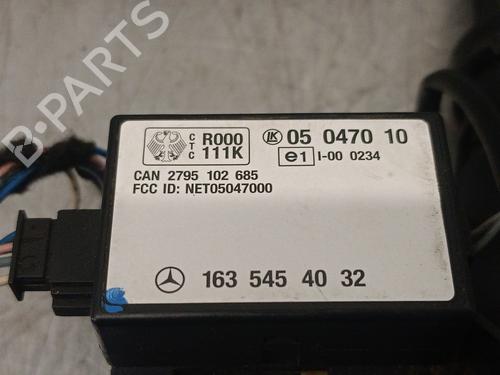 C
T
C
R000
111K
LK 05 0470 10
e1 I-00 0234
CAN 2795 102 685
FCC ID: NET05047000
163 545 40 32
B-PARTS